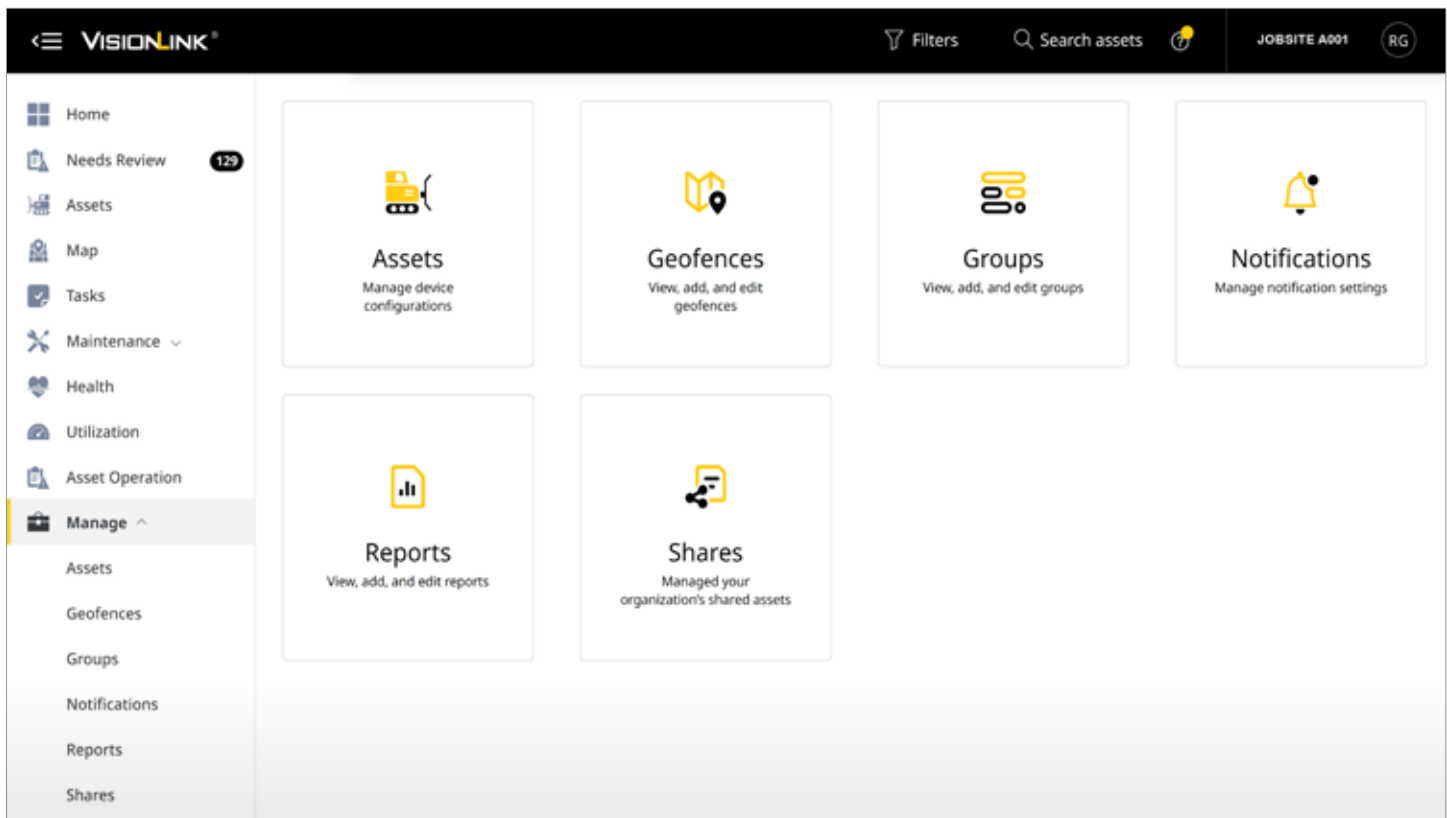 VISIONLINK®
Filters
Search assets
?
JOBSITE A001
RG
Home
Needs Review 129
Assets
Map
Tasks
Maintenance
Health
Utilization
Asset Operation
Manage
Assets
Geofences
Groups
Notifications
Reports
Shares
Assets
Manage device
configurations
Geofences
View, add, and edit
geofences
Groups
View, add, and edit groups
Notifications
Manage notification settings
Reports
View, add, and edit reports
Shares
Managed your
organization's shared assets